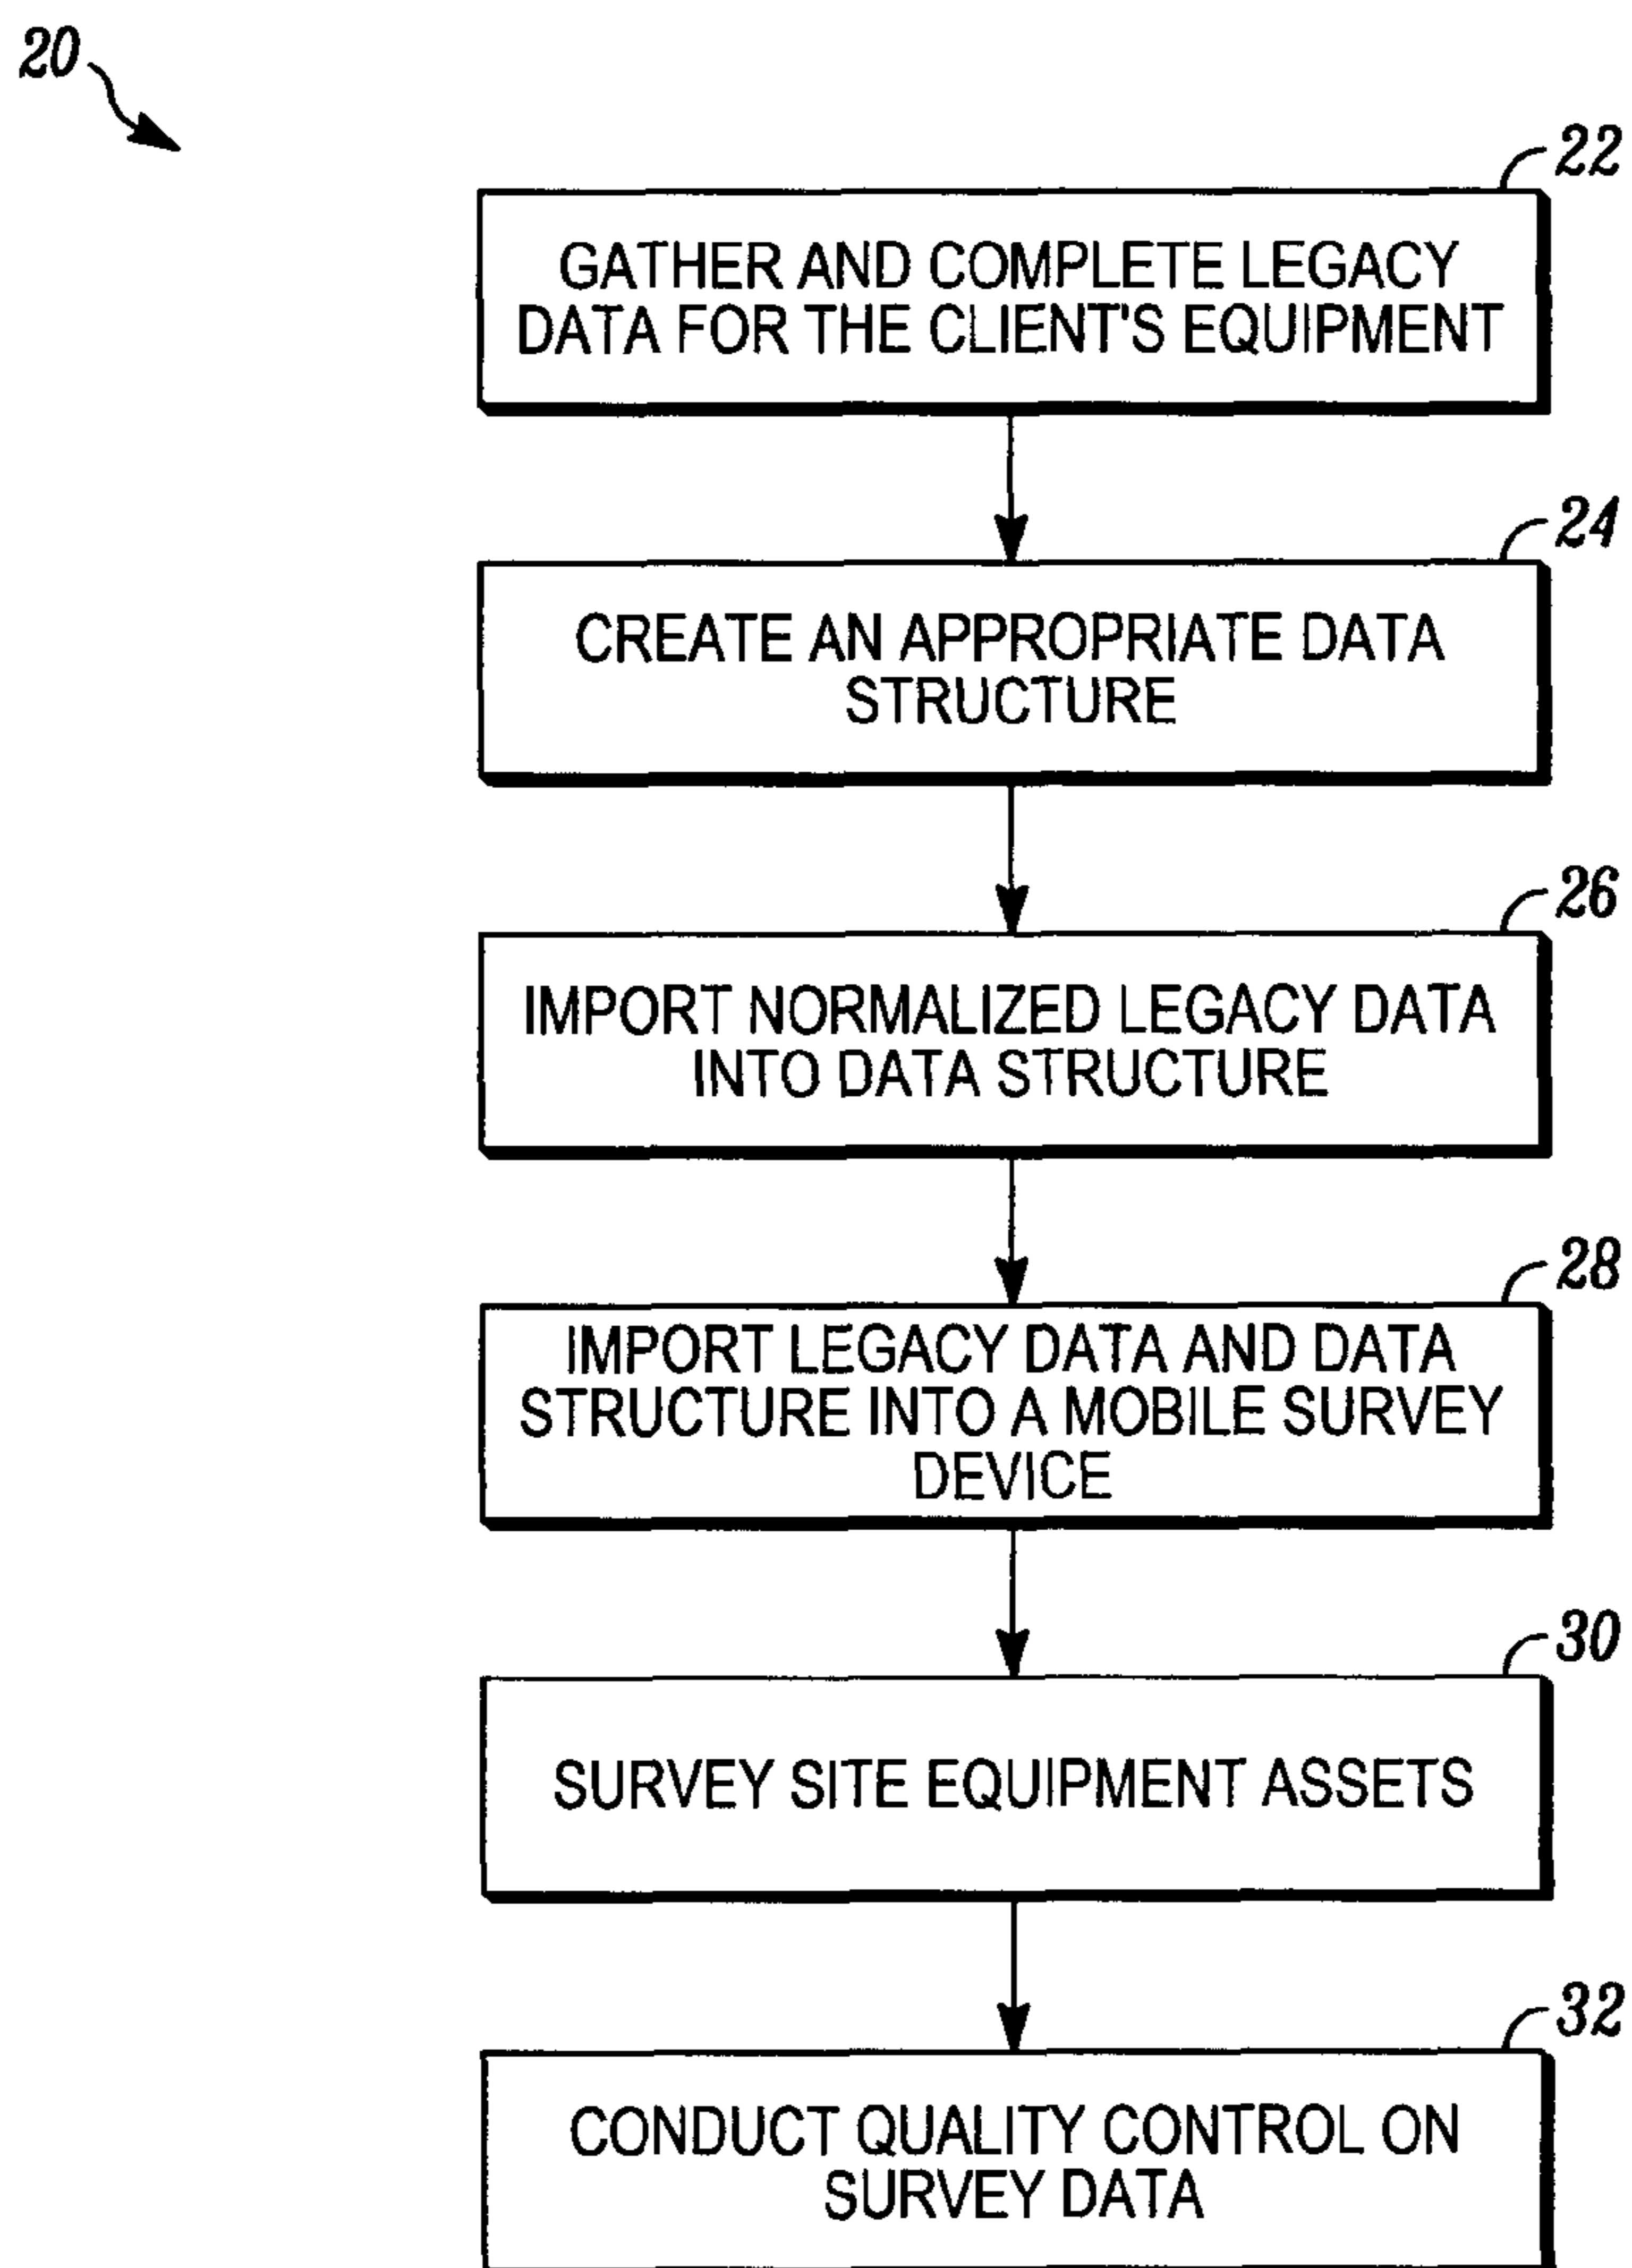 20
22
GATHER AND COMPLETE LEGACY
DATA FOR THE CLIENT'S EQUIPMENT
24
CREATE AN APPROPRIATE DATA
STRUCTURE
26
IMPORT NORMALIZED LEGACY DATA
INTO DATA STRUCTURE
28
IMPORT LEGACY DATA AND DATA
STRUCTURE INTO A MOBILE SURVEY
DEVICE
30
SURVEY SITE EQUIPMENT ASSETS
32
CONDUCT QUALITY CONTROL ON
SURVEY DATA